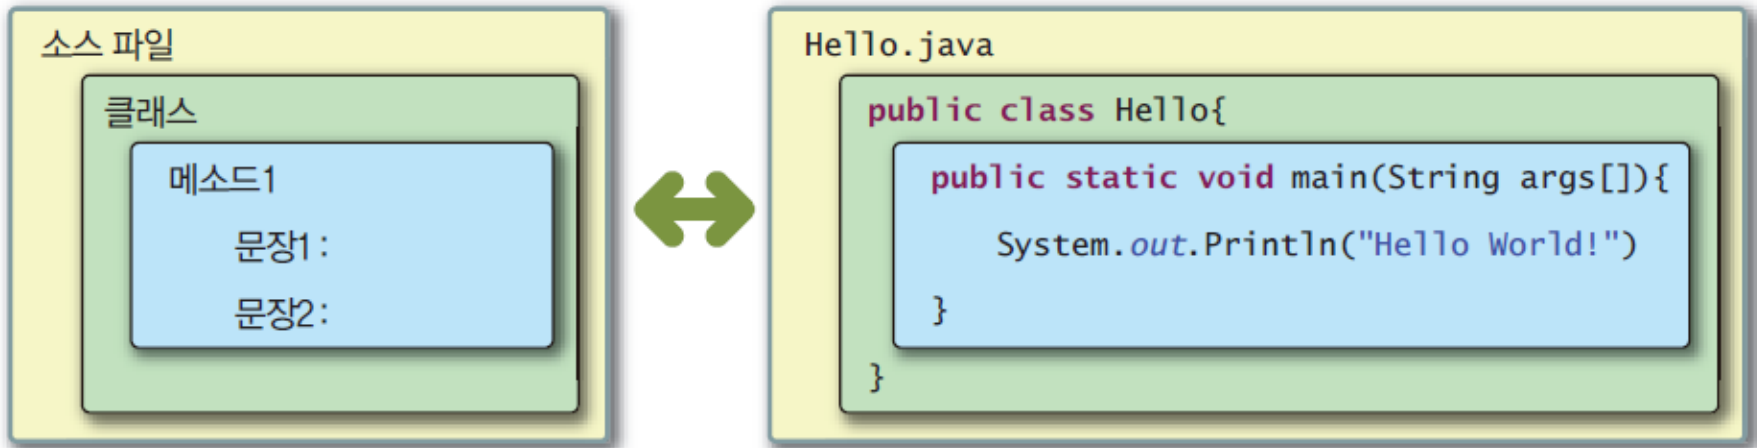 소스 파일
클래스
메소드1
문장1:
문장2:
Hello.java
public class Hello{
public static void main(String args[]){
System.out.Println("Hello World!")
}
}